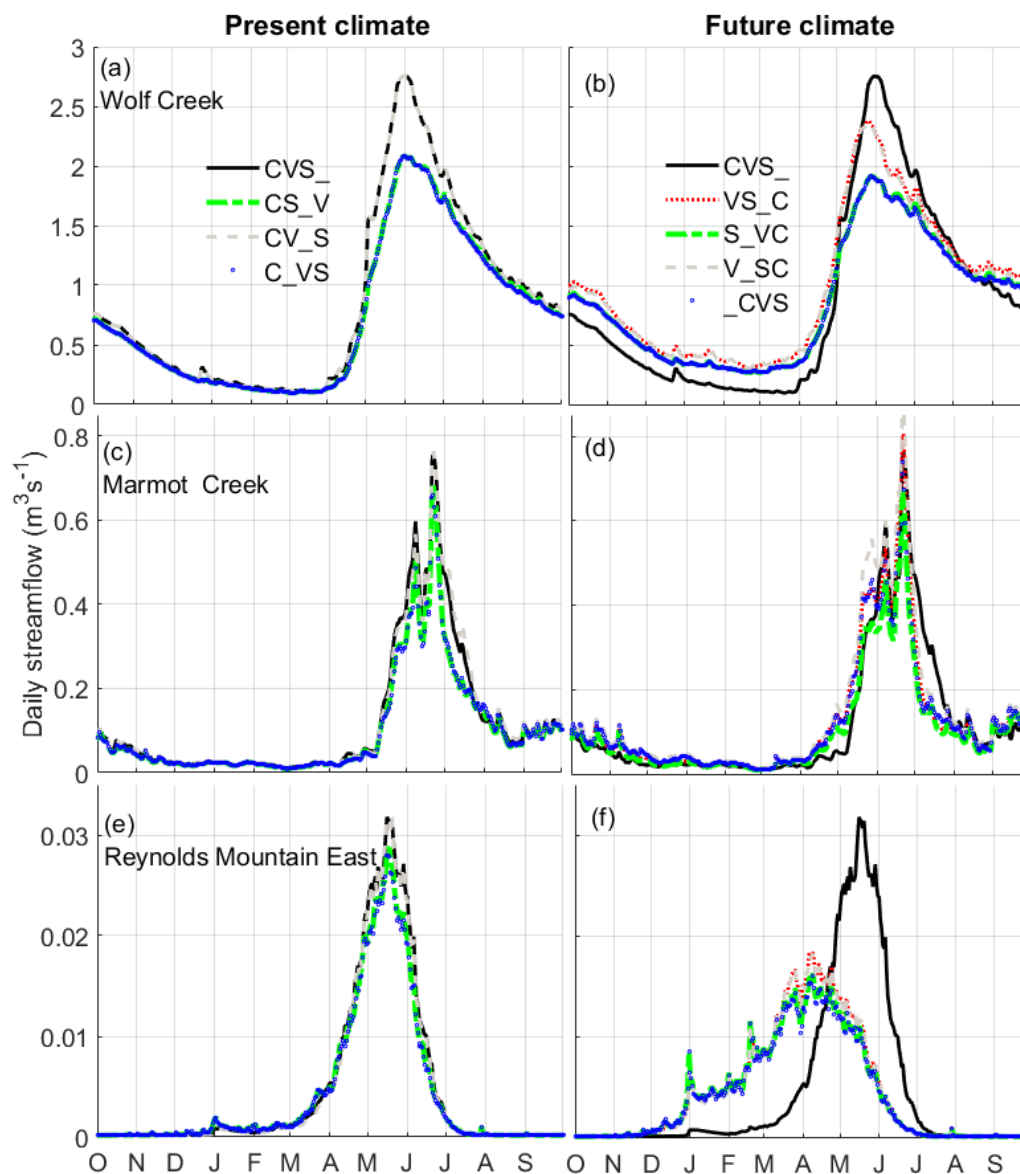 Present climate
Future climate
3
(a)
Wolf Creek
(b)
2.5
2
1.5
1
0.5
0
CVS_
CS_V
CV_S
C_VS
CVS_
VS_C
S_VC
V_SC
_CVS
Daily streamflow (m³s⁻¹)
0.8
(c)
Marmot Creek
(d)
0.6
0.4
0.2
0
(e)
Reynolds Mountain East
(f)
0.03
0.02
0.01
0
O N D J F M A M J J A S
O N D J F M A M J J A S